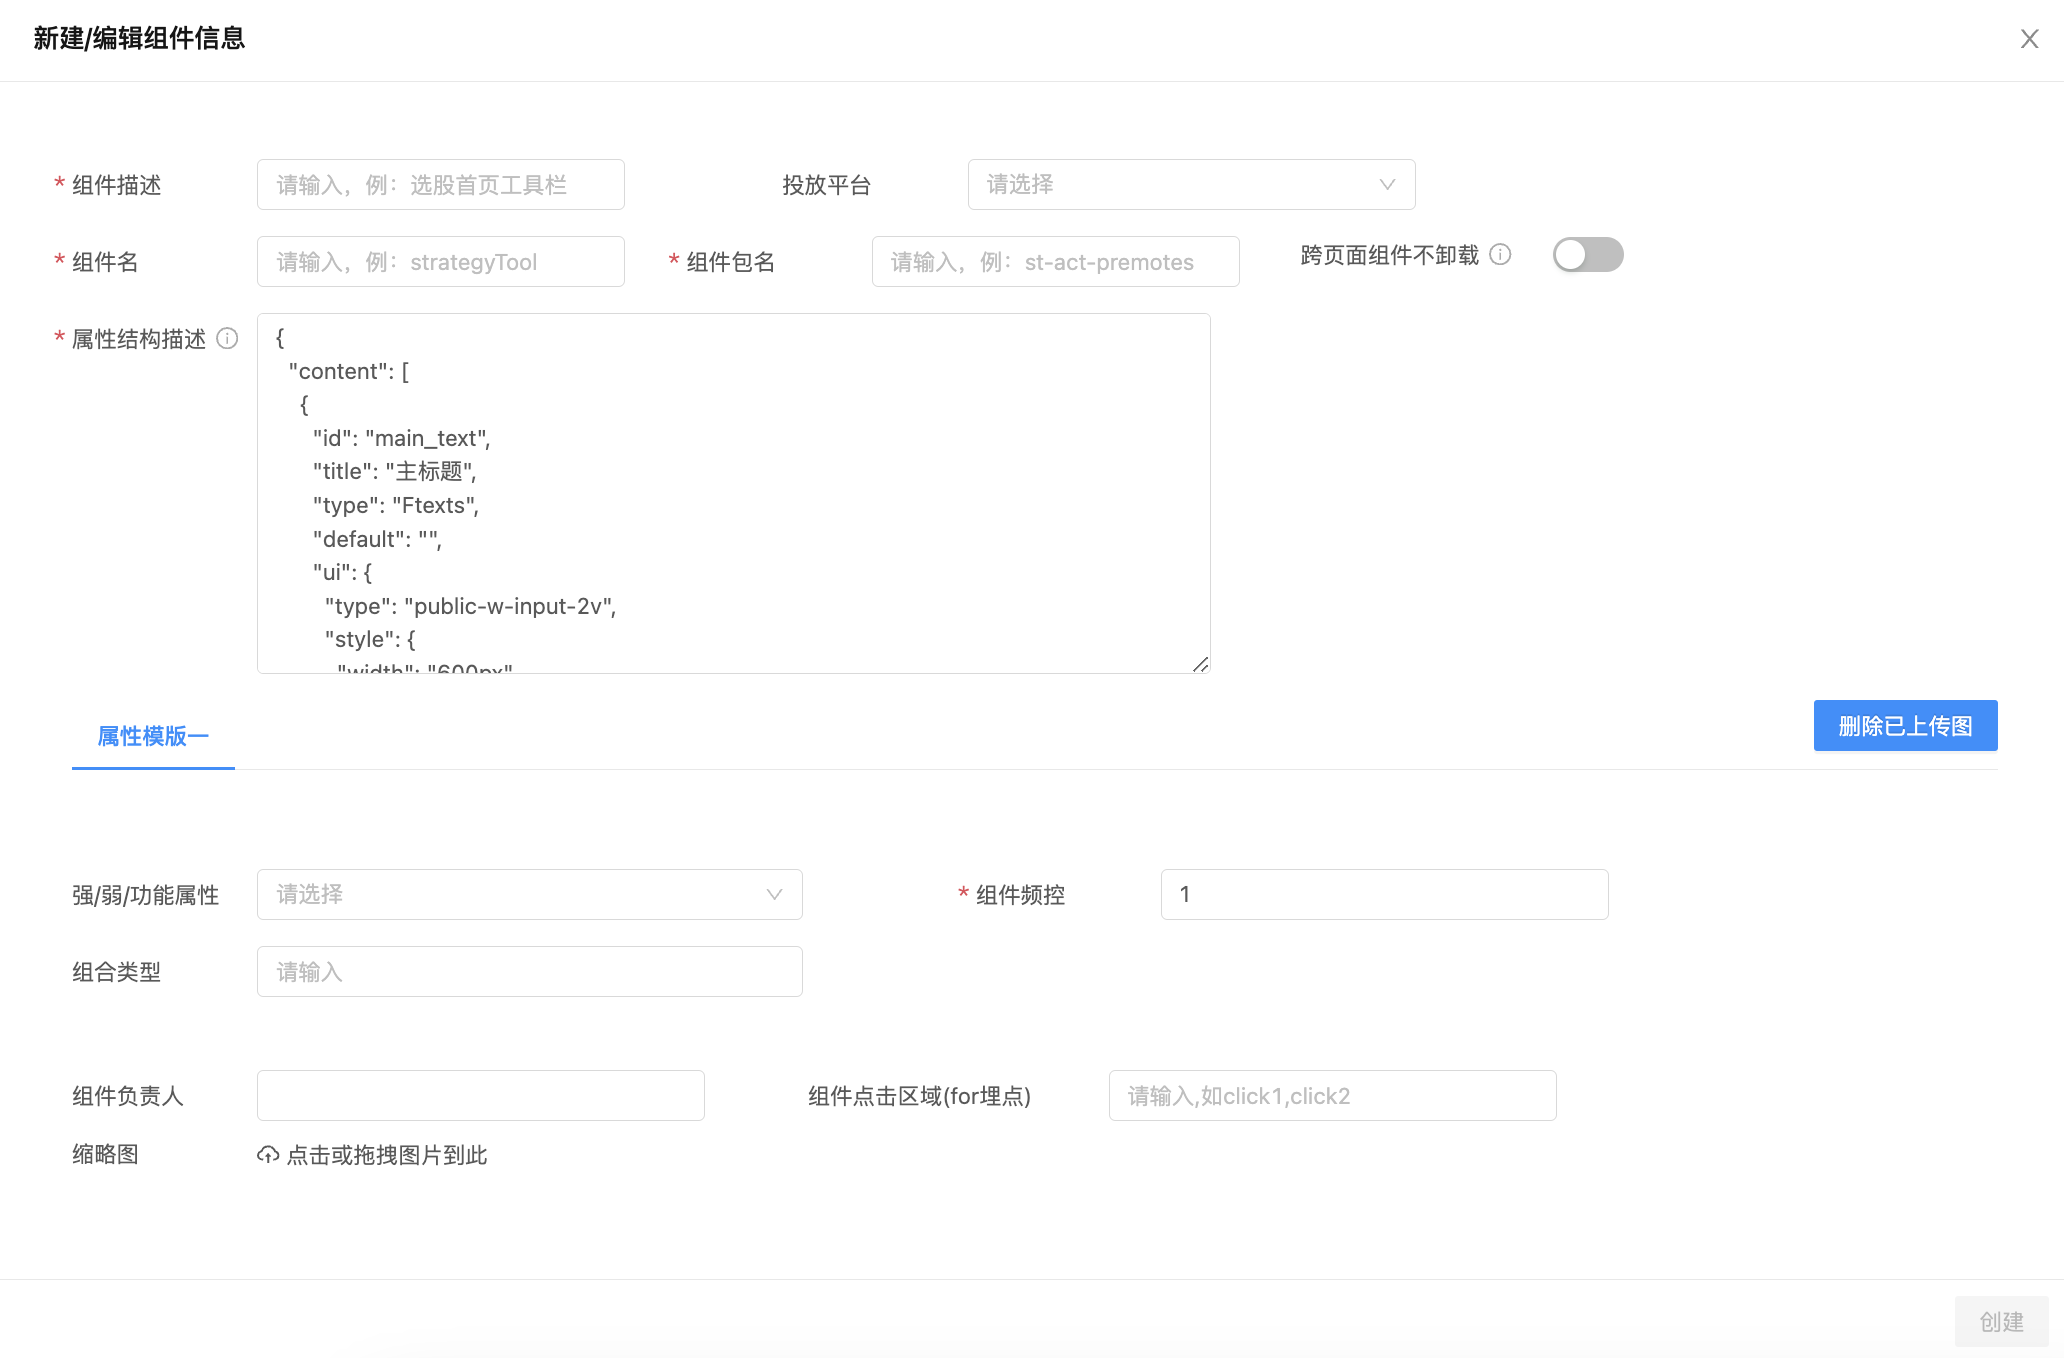 新建/编辑组件信息
* 组件描述 请输入，例：选股首页工具栏 投放平台 请选择
* 组件名 请输入，例：strategyTool * 组件包名 请输入，例：st-act-premotes 跨页面组件不卸载
* 属性结构描述
{
"content": [
{
"id": "main_text",
"title": "主标题",
"type": "Ftexts",
"default": "",
"ui": {
"type": "public-w-input-2v",
"style": {
"width": "600px"
属性模版一 删除已上传图
强/弱/功能属性 请选择 * 组件频控 1
组合类型 请输入
组件负责人 组件点击区域(for埋点) 请输入,如click1,click2
缩略图 点击或拖拽图片到此
创建